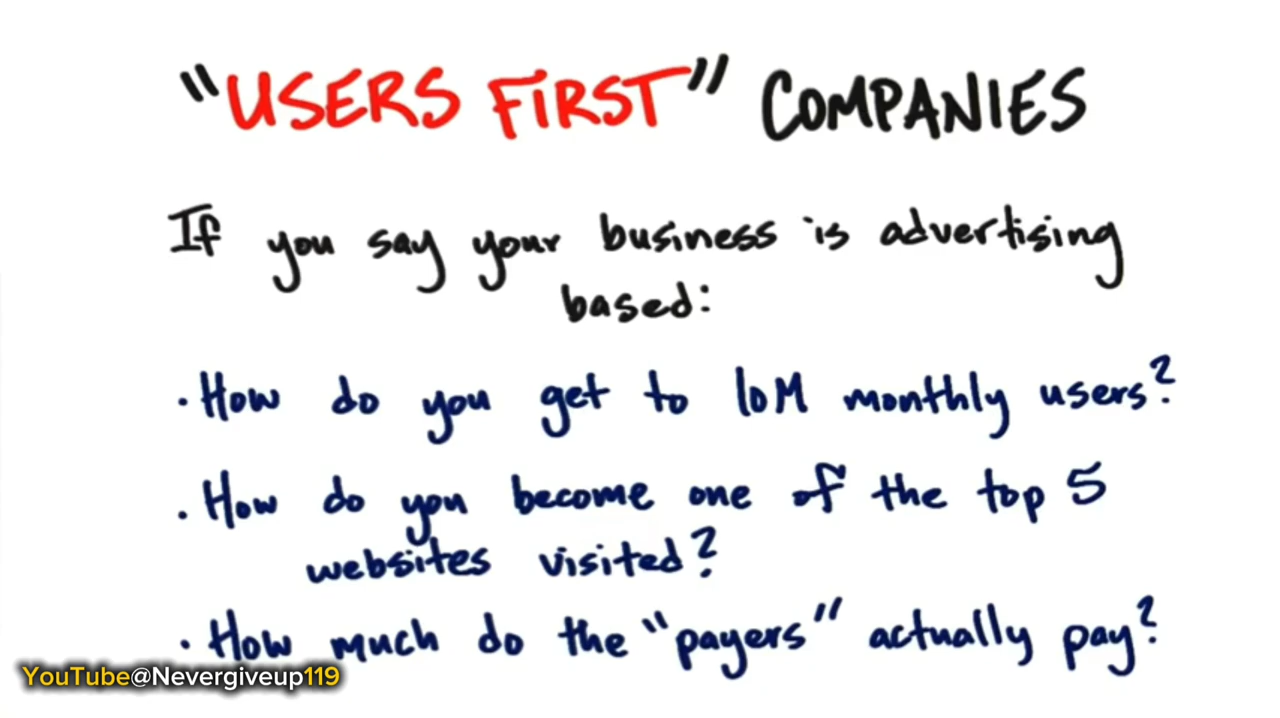 "USERS FIRST" COMPANIES
If you say your business is advertising
based:
· How do you get to 10M monthly users?
· How do you become one of the top 5
websites visited?
· How much do the "payers" actually pay?
YouTube@Nevergiveup119